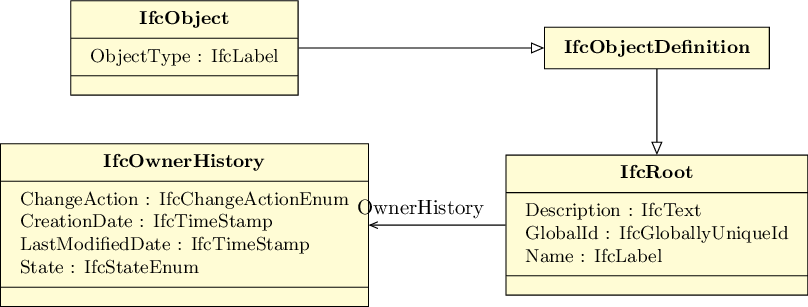 IfcObject
ObjectType : IfcLabel
IfcObjectDefinition
IfcOwnerHistory
ChangeAction : IfcChangeActionEnum
CreationDate : IfcTimeStamp
LastModifiedDate : IfcTimeStamp
State : IfcStateEnum
OwnerHistory
IfcRoot
Description : IfcText
GlobalId : IfcGloballyUniqueId
Name : IfcLabel